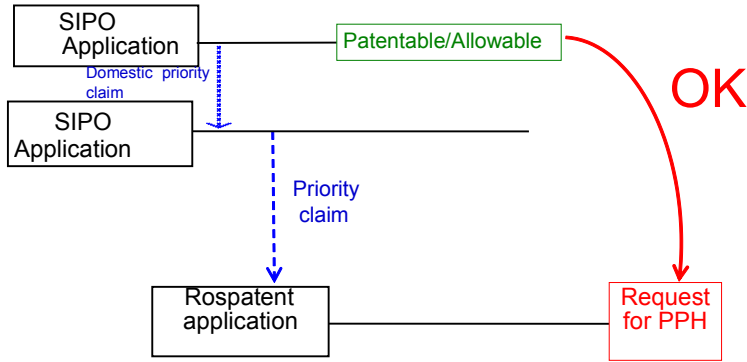 SIPO
Application
Patentable/Allowable
OK
Domestic priority
claim
SIPO
Application
Priority
claim
Rospatent
application
Request
for PPH